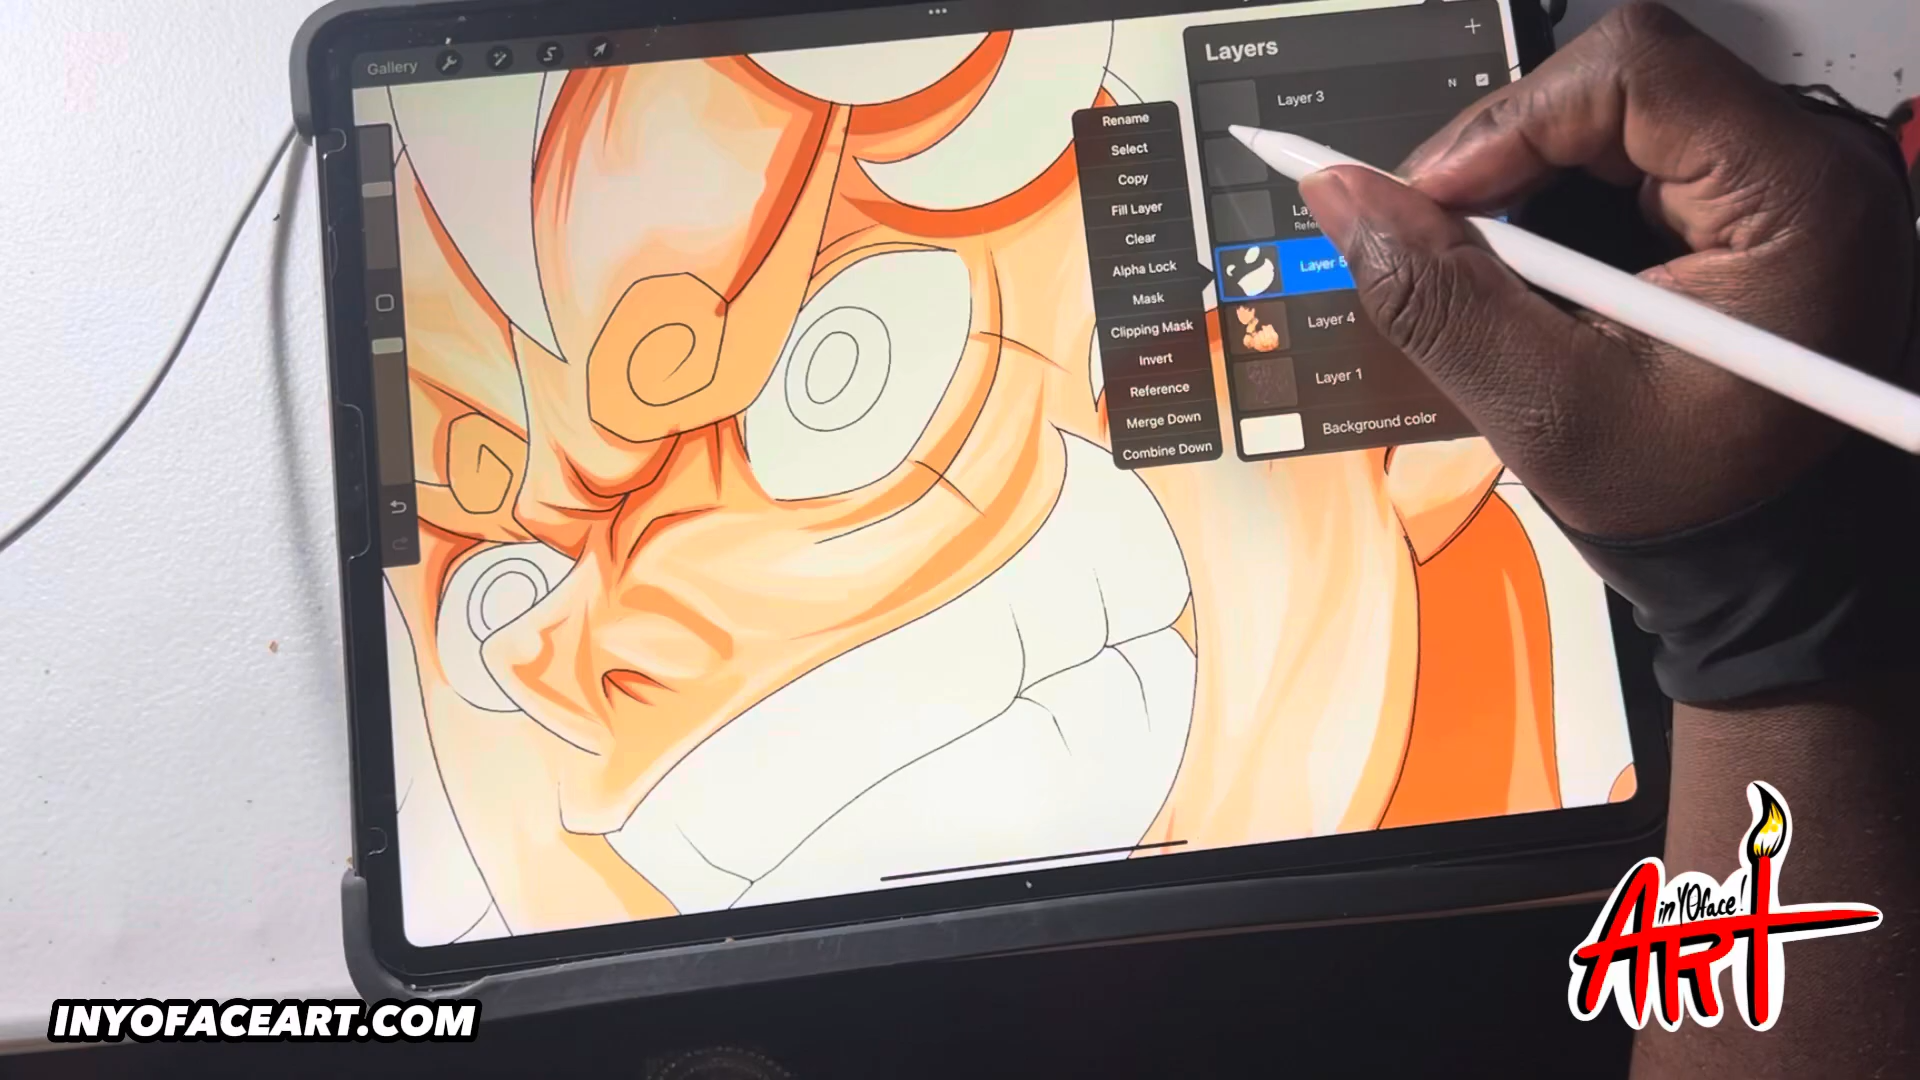 Gallery
Layers
Layer 3
N
Rename
Select
Copy
Fill Layer
Clear
Alpha Lock
Mask
Clipping Mask
Invert
Reference
Merge Down
Combine Down
Layer 5
Layer 4
Layer 1
Background color
in YOface!
ART
INYOFACEART.COM